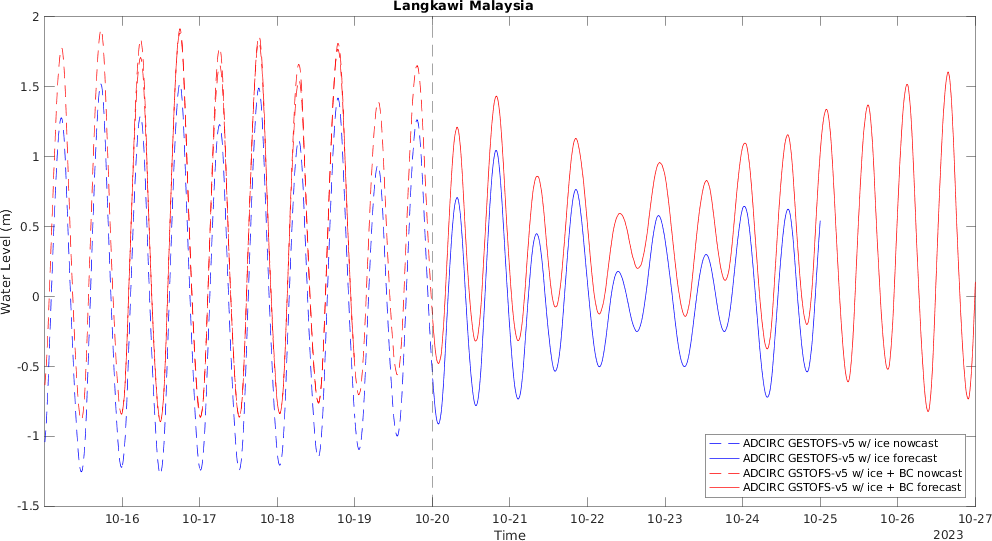 Langkawi Malaysia
Water Level (m)
2
1.5
1
0.5
0
-0.5
-1
-1.5
ADCIRC GESTOFS-v5 w/ ice nowcast
ADCIRC GESTOFS-v5 w/ ice forecast
ADCIRC GSTOFS-v5 w/ ice + BC nowcast
ADCIRC GSTOFS-v5 w/ ice + BC forecast
10-16 10-17 10-18 10-19 10-20 10-21 10-22 10-23 10-24 10-25 10-26 10-27
Time
2023